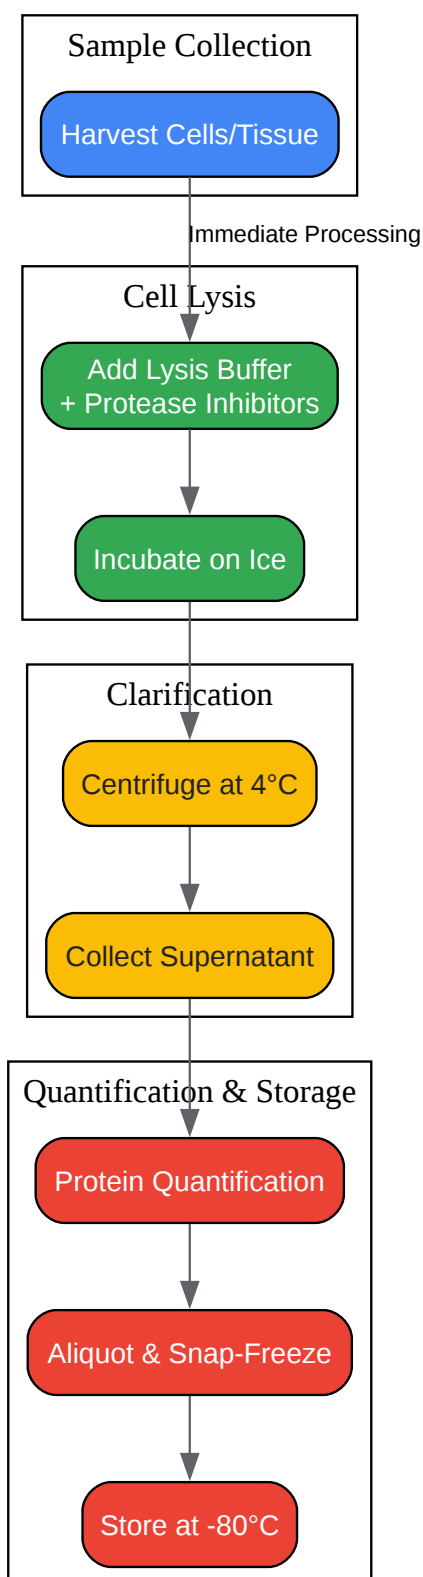 Sample Collection
Harvest Cells/Tissue
Immediate Processing
Cell Lysis
Add Lysis Buffer
+ Protease Inhibitors
Incubate on Ice
Clarification
Centrifuge at 4°C
Collect Supernatant
Quantification & Storage
Protein Quantification
Aliquot & Snap-Freeze
Store at -80°C